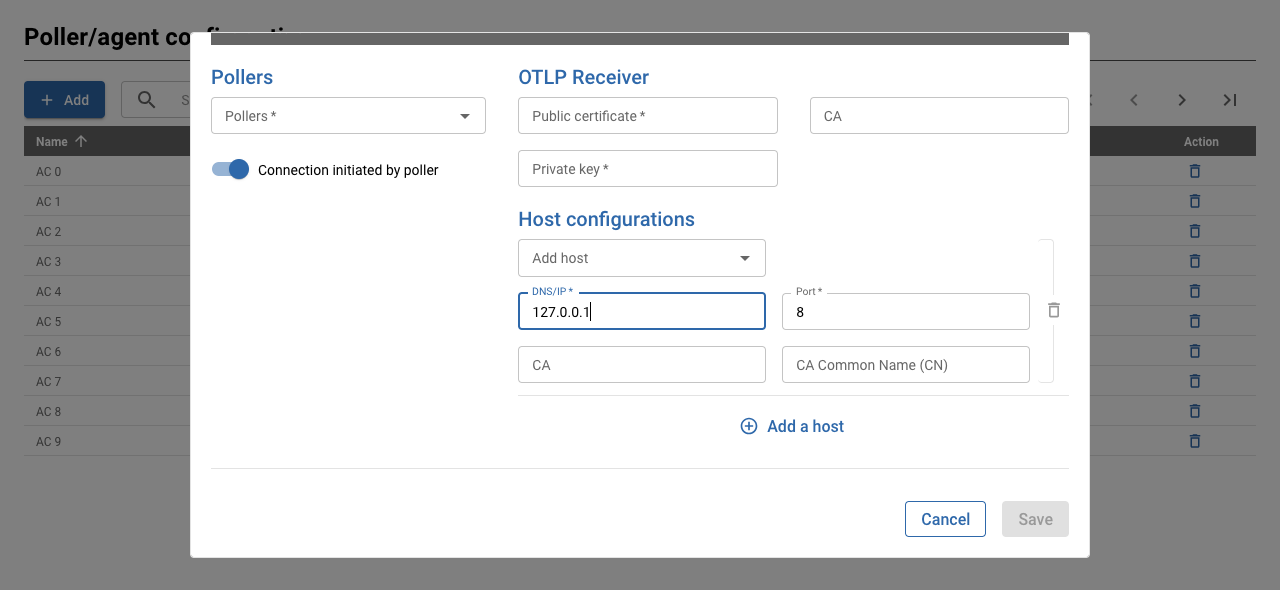 Poller/agent co
Add
Name
Action
AC 0
AC 1
AC 2
AC 3
AC 4
AC 5
AC 6
AC 7
AC 8
AC 9
Pollers
Pollers *
Connection initiated by poller
OTLP Receiver
Public certificate *
CA
Private key *
Host configurations
Add host
DNS/IP *
127.0.0.1
Port *
8
CA
CA Common Name (CN)
Add a host
Cancel
Save